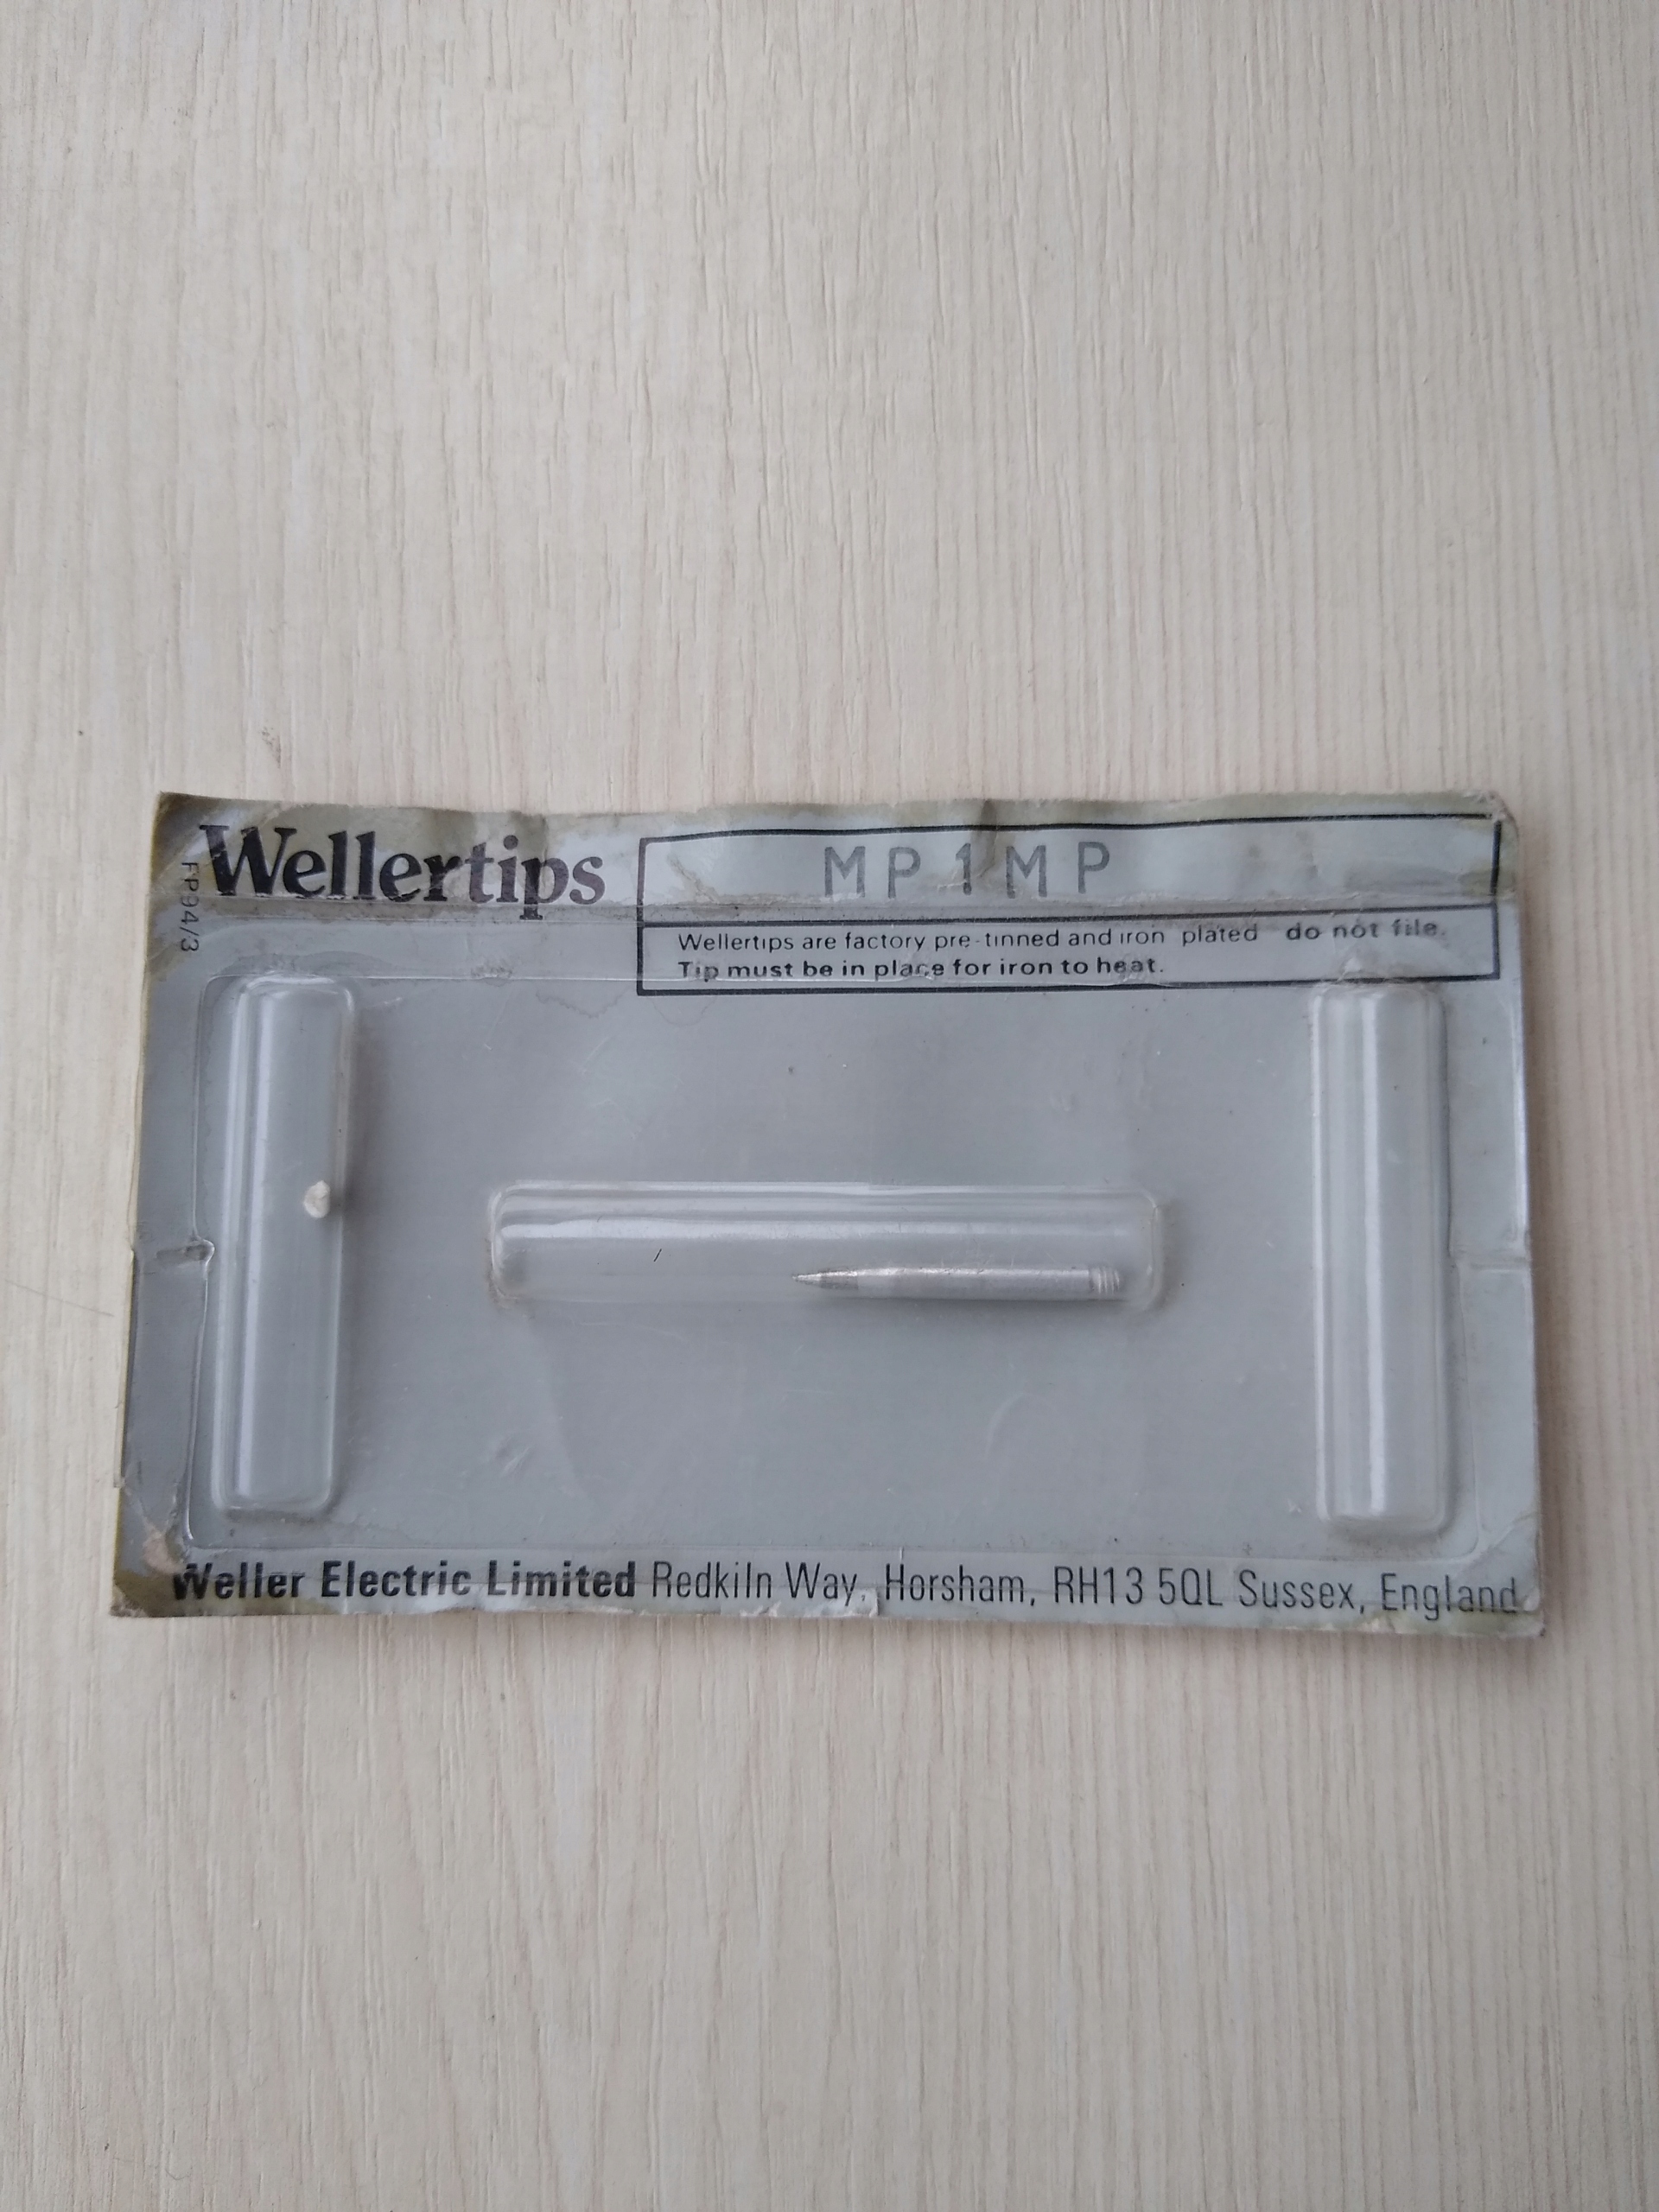 Wellertips
MP1MP
FP94/3
Wellertips are factory pre-tinned and iron plated do not file.
Tip must be in place for iron to heat.
Weller Electric Limited Redkiln Way, Horsham, RH13 5QL Sussex, England